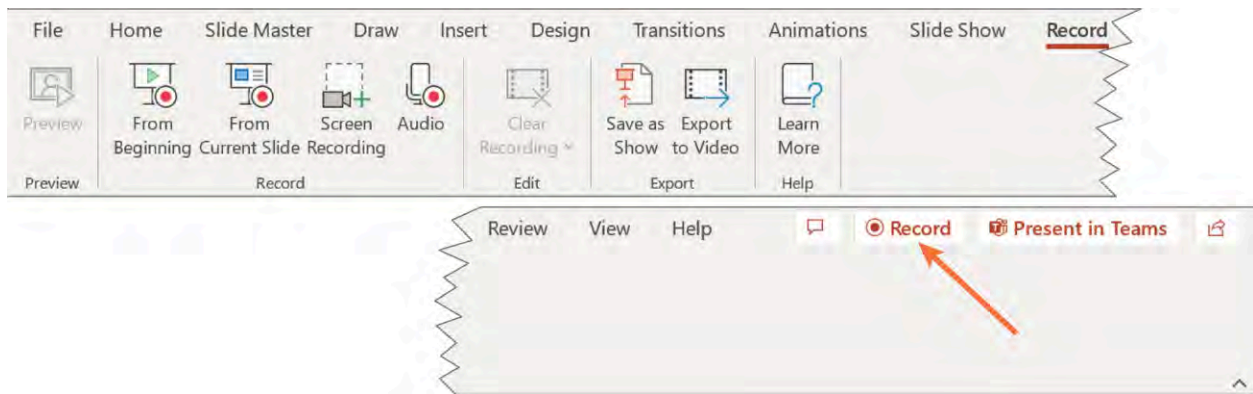 File Home Slide Master Draw Insert Design Transitions Animations Slide Show Record
Preview From Beginning From Current Slide Screen Recording Audio Clear Recording Save as Show Export to Video Learn More
Preview Record Edit Export Help
Review View Help Record Present in Teams